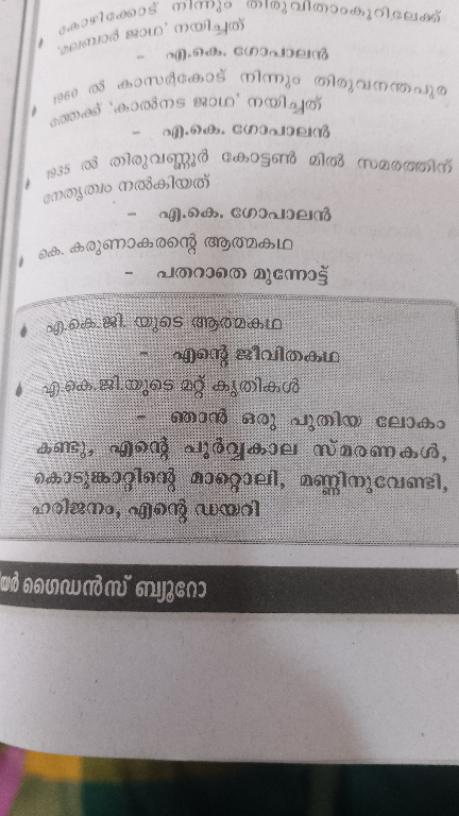 കോഴിക്കോട് നിന്നും തിരുവിതാംകൂറിലേക്ക്
'മലബാർ ജാഥ' നയിച്ചത്
- എ.കെ. ഗോപാലൻ
1960 ൽ കാസർകോട് നിന്നും തിരുവനന്തപുര
ത്തേക്ക് 'കാൽനട ജാഥ' നയിച്ചത്
- എ.കെ. ഗോപാലൻ
1935 ൽ തിരുവണ്ണൂർ കോട്ടൺ മിൽ സമരത്തിന്
നേതൃത്വം നൽകിയത്
- എ.കെ. ഗോപാലൻ
കെ. കരുണാകരന്റെ ആത്മകഥ
- പതറാതെ മുന്നോട്ട്
എ.കെ.ജി. യുടെ ആത്മകഥ
- എന്റെ ജീവിതകഥ
എ.കെ.ജി.യുടെ മറ്റ് കൃതികൾ
- ഞാൻ ഒരു പുതിയ ലോകം
കണ്ടു, എന്റെ പൂർവ്വകാല സ്മരണകൾ,
കൊടുങ്കാറ്റിന്റെ മാറ്റൊലി, മണ്ണിനുവേണ്ടി,
ഹരിജനം, എന്റെ ഡയറി
ഗൈഡൻസ് ബ്യൂറോ